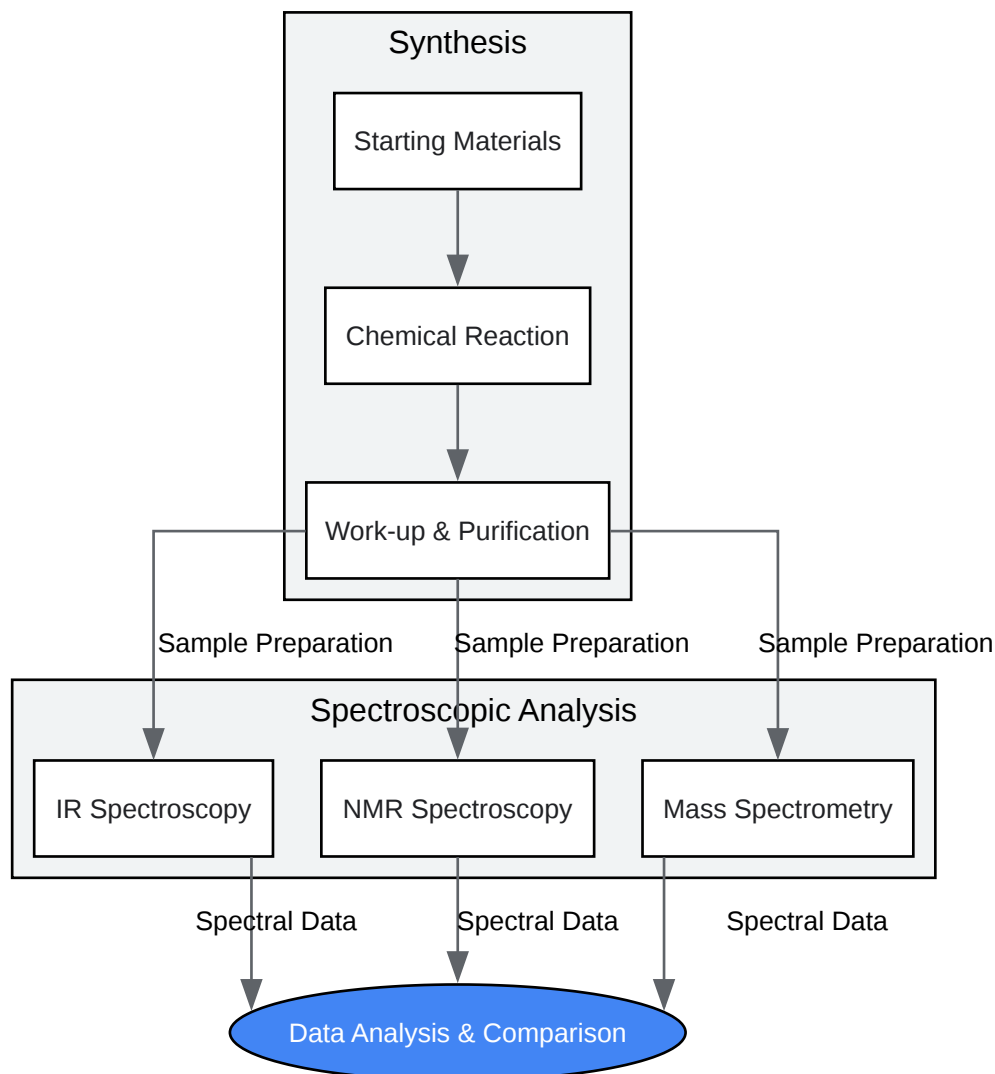 Synthesis
Starting Materials
Chemical Reaction
Work-up & Purification
Sample Preparation
Sample Preparation
Sample Preparation
Spectroscopic Analysis
IR Spectroscopy
NMR Spectroscopy
Mass Spectrometry
Spectral Data
Spectral Data
Spectral Data
Data Analysis & Comparison